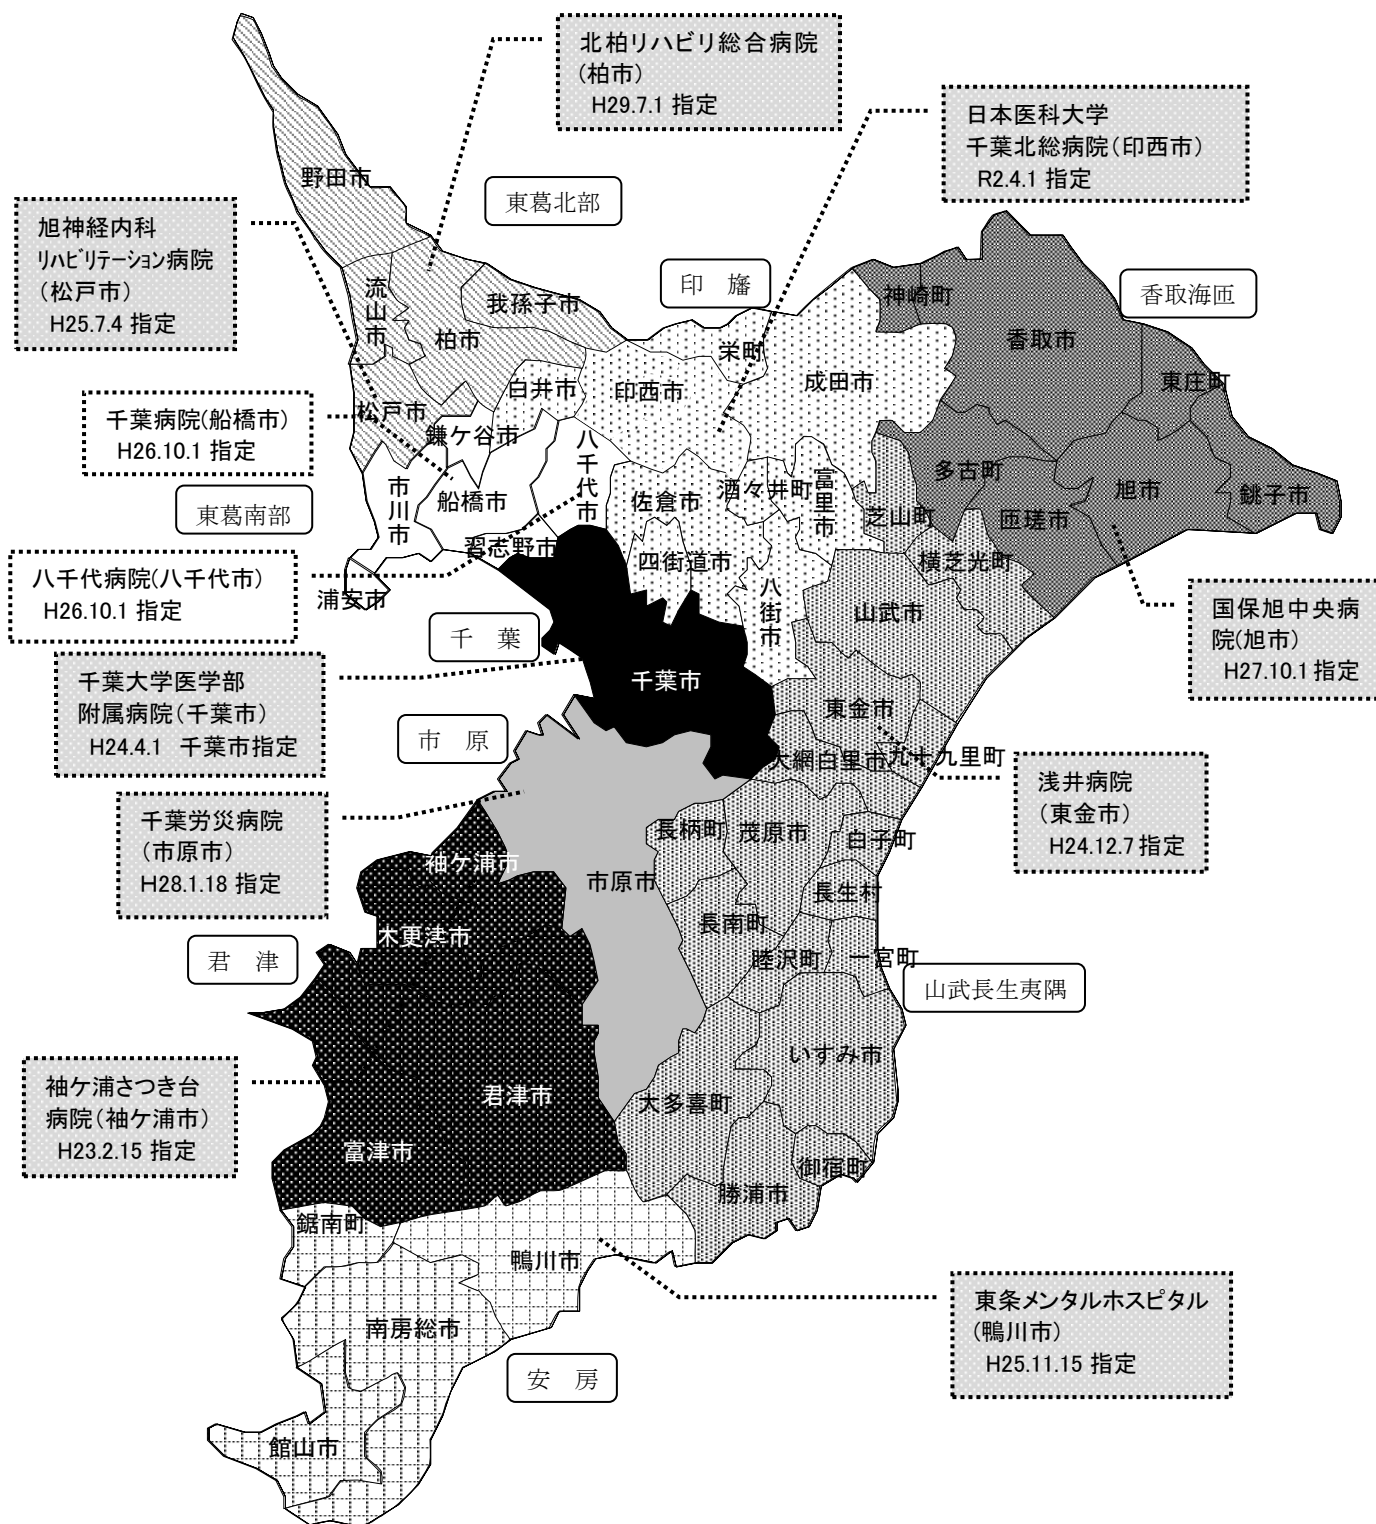 北柏リハビリ総合病院
(柏市)
H29.7.1 指定
日本医科大学
千葉北総病院(印西市)
R2.4.1 指定
野田市
東葛北部
旭神経内科
リハビリテーション病院
(松戸市)
H25.7.4 指定
流山市
我孫子市
柏市
印　旛
神崎町
香取海匝
香取市
栄町
成田市
東庄町
白井市
印西市
千葉病院(船橋市)
H26.10.1 指定
松戸市
鎌ケ谷市
八千代市
市川市
船橋市
佐倉市
酒々井町
富里市
多古町
旭市
銚子市
東葛南部
芝山町
匝瑳市
習志野市
四街道市
横芝光町
八千代病院(八千代市)
H26.10.1 指定
浦安市
八街市
山武市
国保旭中央病
院(旭市)
H27.10.1 指定
千　葉
千葉市
千葉大学医学部
附属病院(千葉市)
H24.4.1 千葉市指定
東金市
市　原
大網白里市
九十九里町
浅井病院
(東金市)
H24.12.7 指定
千葉労災病院
(市原市)
H28.1.18 指定
長柄町
茂原市
白子町
袖ケ浦市
市原市
長生村
木更津市
長南町
睦沢町
一宮町
君　津
山武長生夷隅
いすみ市
袖ケ浦さつき台
病院(袖ケ浦市)
H23.2.15 指定
君津市
大多喜町
富津市
御宿町
勝浦市
鋸南町
鴨川市
東条メンタルホスピタル
(鴨川市)
H25.11.15 指定
南房総市
安　房
館山市